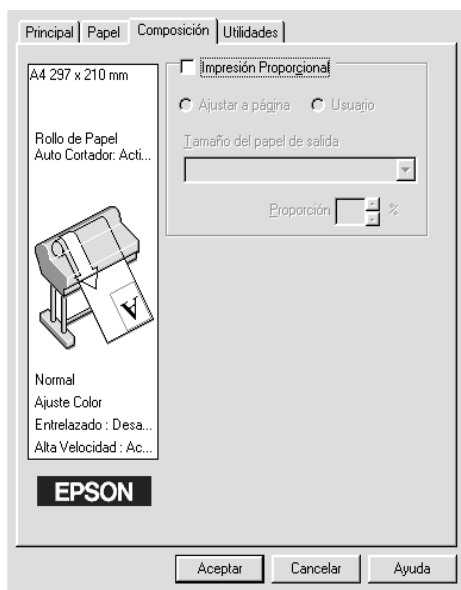 Principal Papel Composición Utilidades
A4 297 x 210 mm
Rollo de Papel
Auto Cortador: Acti...
A
Normal
Ajuste Color
Entrelazado : Desa...
Alta Velocidad : Ac...
EPSON
Impresión Proporcional
Ajustar a página Usuario
Tamaño del papel de salida
Proporción %
Aceptar Cancelar Ayuda